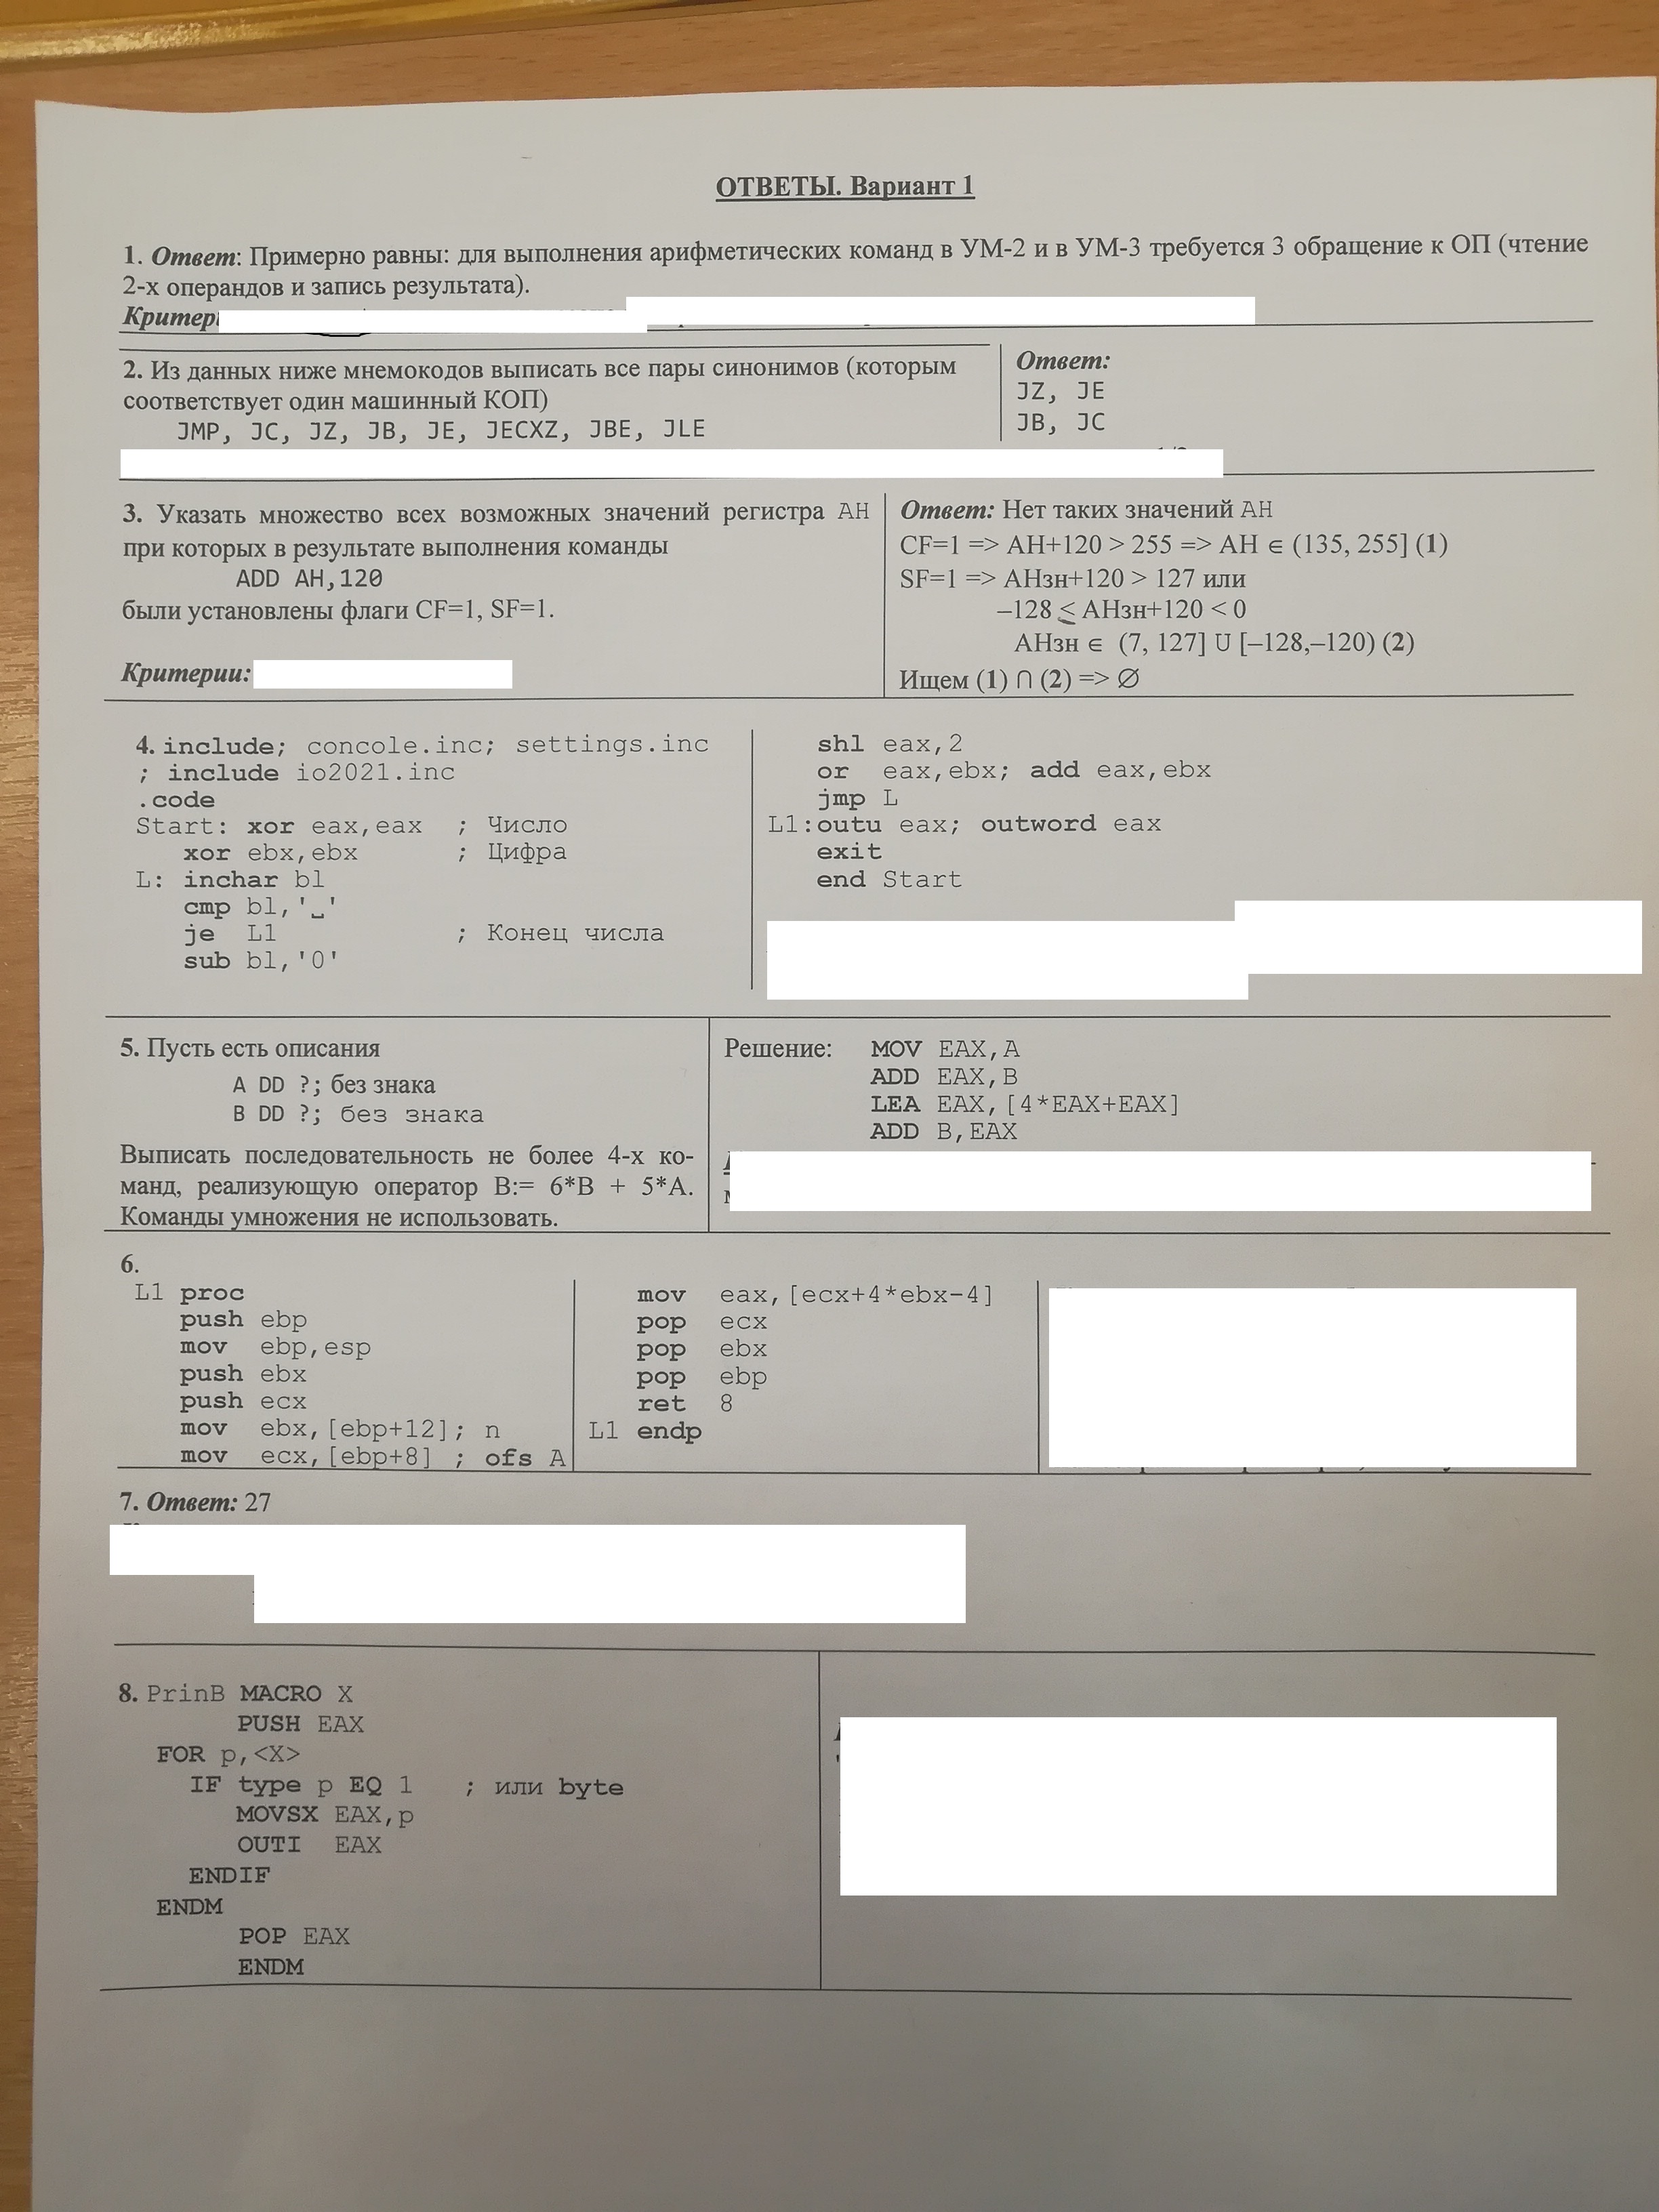 ОТВЕТЫ. Вариант 1
1. Ответ: Примерно равны: для выполнения арифметических команд в УМ-2 и в УМ-3 требуется 3 обращение к ОП (чтение
2-х операндов и запись результата).
2. Из данных ниже мнемокодов выписать все пары синонимов (которым
соответствует один машинный КОП)
JMP, JC, JZ, JB, JE, JECXZ, JBE, JLE
Ответ:
JZ, JE
JB, JC
3. Указать множество всех возможных значений регистра AH
при которых в результате выполнения команды
ADD AH,120
были установлены флаги CF=1, SF=1.
Критерии:
Ответ: Нет таких значений AH
CF=1 => AH+120 > 255 => AH ∈ (135, 255] (1)
SF=1 => AHзн+120 > 127 или
–128 ≤ AHзн+120 < 0
AHзн ∈ (7, 127] U [–128,–120) (2)
Ищем (1) ∩ (2) => ∅
4. include; concole.inc; settings.inc
; include io2021.inc
.code
Start: xor eax,eax ; Число
xor ebx,ebx ; Цифра
L: inchar bl
cmp bl,'␣'
je L1 ; Конец числа
sub bl,'0'
shl eax,2
or eax,ebx; add eax,ebx
jmp L
L1:outu eax; outword eax
exit
end Start
5. Пусть есть описания
A DD ?; без знака
B DD ?; без знака
Выписать последовательность не более 4-х ко-
манд, реализующую оператор B:= 6*B + 5*A.
Команды умножения не использовать.
Решение: MOV EAX,A
ADD EAX,B
LEA EAX,[4*EAX+EAX]
ADD B,EAX
6.
L1 proc
push ebp
mov ebp,esp
push ebx
push ecx
mov ebx,[ebp+12]; n
mov ecx,[ebp+8] ; ofs A
mov eax,[ecx+4*ebx-4]
pop ecx
pop ebx
pop ebp
ret 8
L1 endp
7. Ответ: 27
8. PrinB MACRO X
PUSH EAX
FOR p,<X>
IF type p EQ 1 ; или byte
MOVSX EAX,p
OUTI EAX
ENDIF
ENDM
POP EAX
ENDM